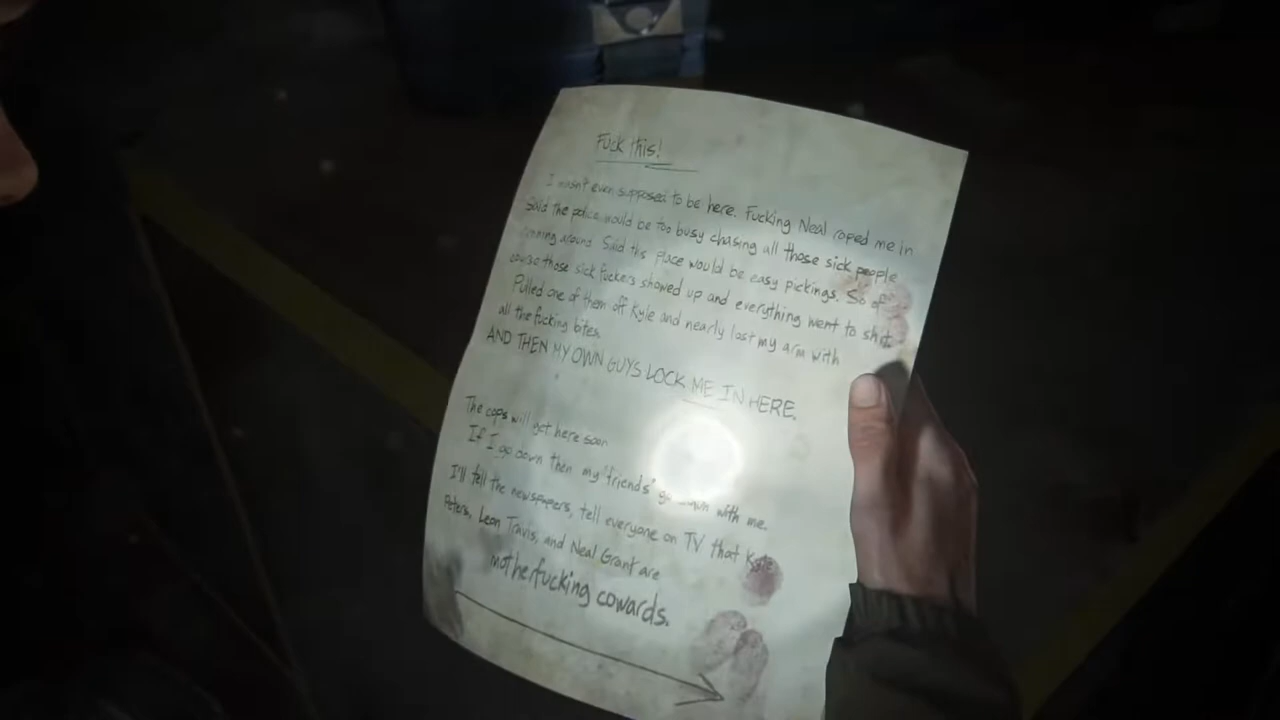 Fuck this!
I wasn't even supposed to be here. Fucking Neal roped me in
Said the police would be too busy chasing all those sick people
running around. Said this place would be easy pickings. So of
course those sick fuckers showed up and everything went to shit
Pulled one of them off Kyle and nearly lost my arm with
all the fucking bites.
AND THEN MY OWN GUYS LOCK ME IN HERE.
The cops will get here soon
If I go down then my "friends" go down with me.
I'll tell the newspapers, tell everyone on TV that Kyle
Peters, Leon Travis, and Neal Grant are
motherfucking cowards.